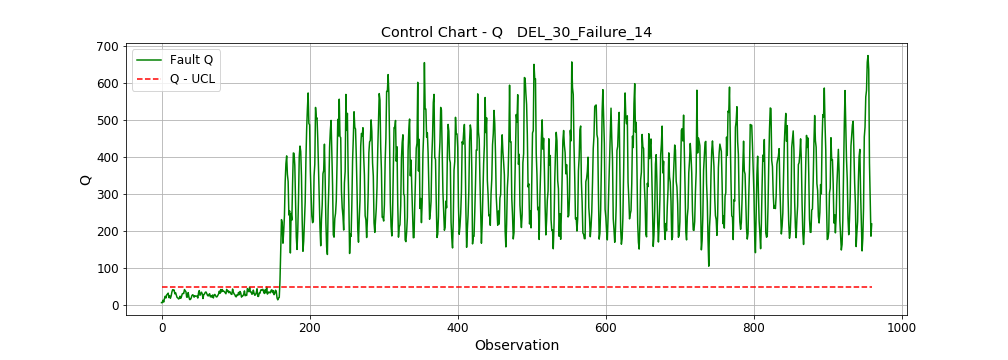 Control Chart - Q   DEL_30_Failure_14
Fault Q
Q - UCL
Q
700
600
500
400
300
200
100
0
0 200 400 600 800 1000
Observation